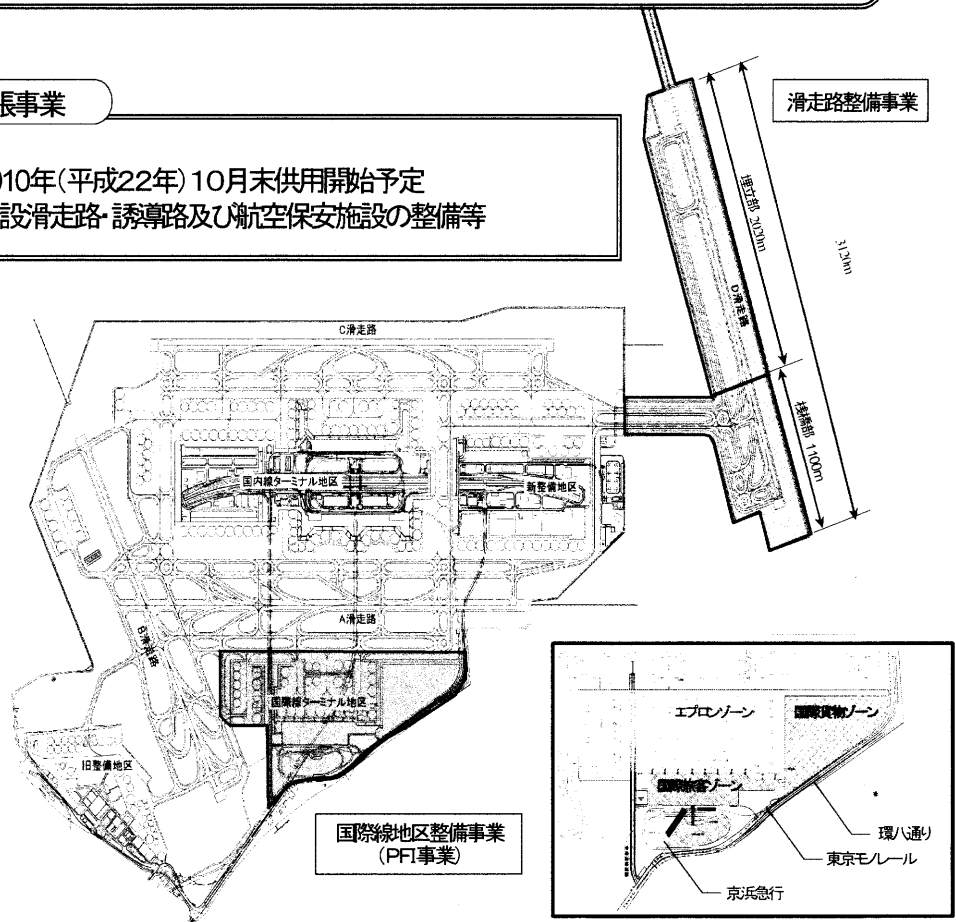 張事業
010年(平成22年)10月末供用開始予定
設滑走路・誘導路及び航空保安施設の整備等
滑走路整備事業
埋立部 2020m
3120m
D滑走路
桟橋部 1100m
C滑走路
国内線ターミナル地区
新整備地区
A滑走路
B滑走路
国際線ターミナル地区
旧整備地区
国際線地区整備事業
(PFI事業)
エプロンゾーン
国際貨物ゾーン
国際旅客ゾーン
環八通り
東京モノレール
京浜急行